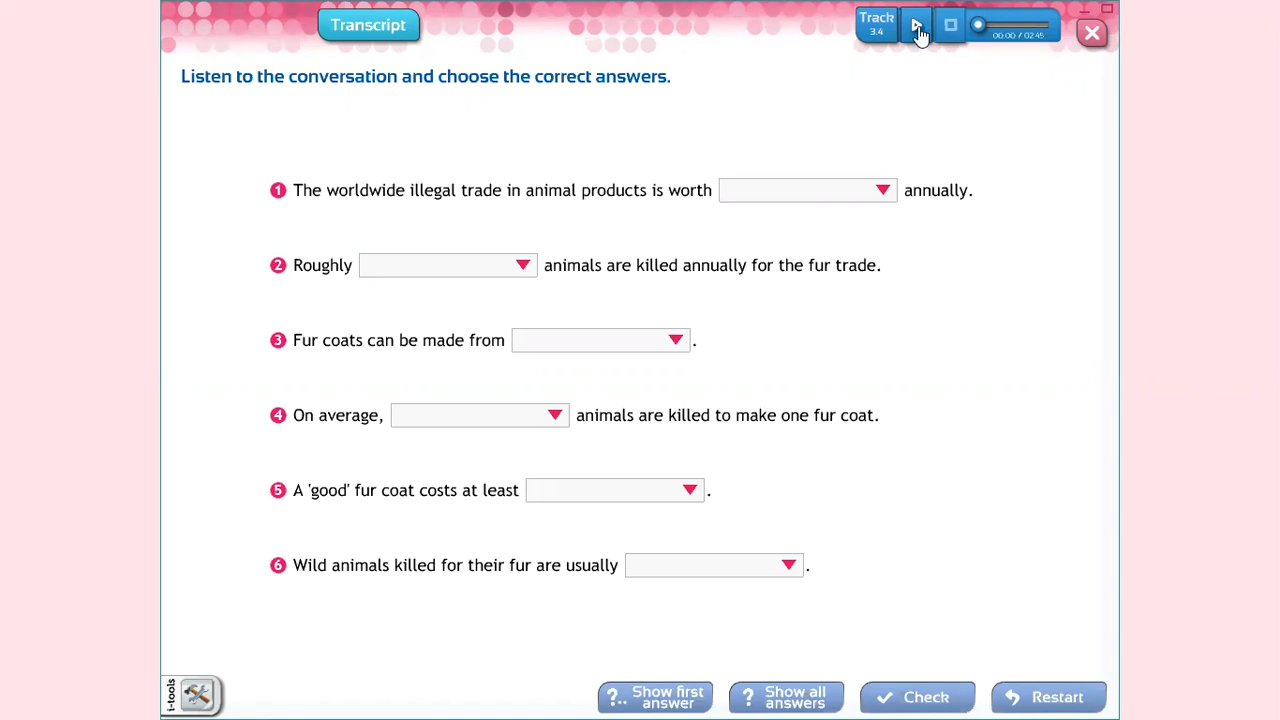 Transcript
Track
3.4
00:00 / 02:45
Listen to the conversation and choose the correct answers.
1 The worldwide illegal trade in animal products is worth annually.
2 Roughly animals are killed annually for the fur trade.
3 Fur coats can be made from .
4 On average, animals are killed to make one fur coat.
5 A 'good' fur coat costs at least .
6 Wild animals killed for their fur are usually .
i-tools
?.. Show first
answer
? Show all
answers
Check
Restart